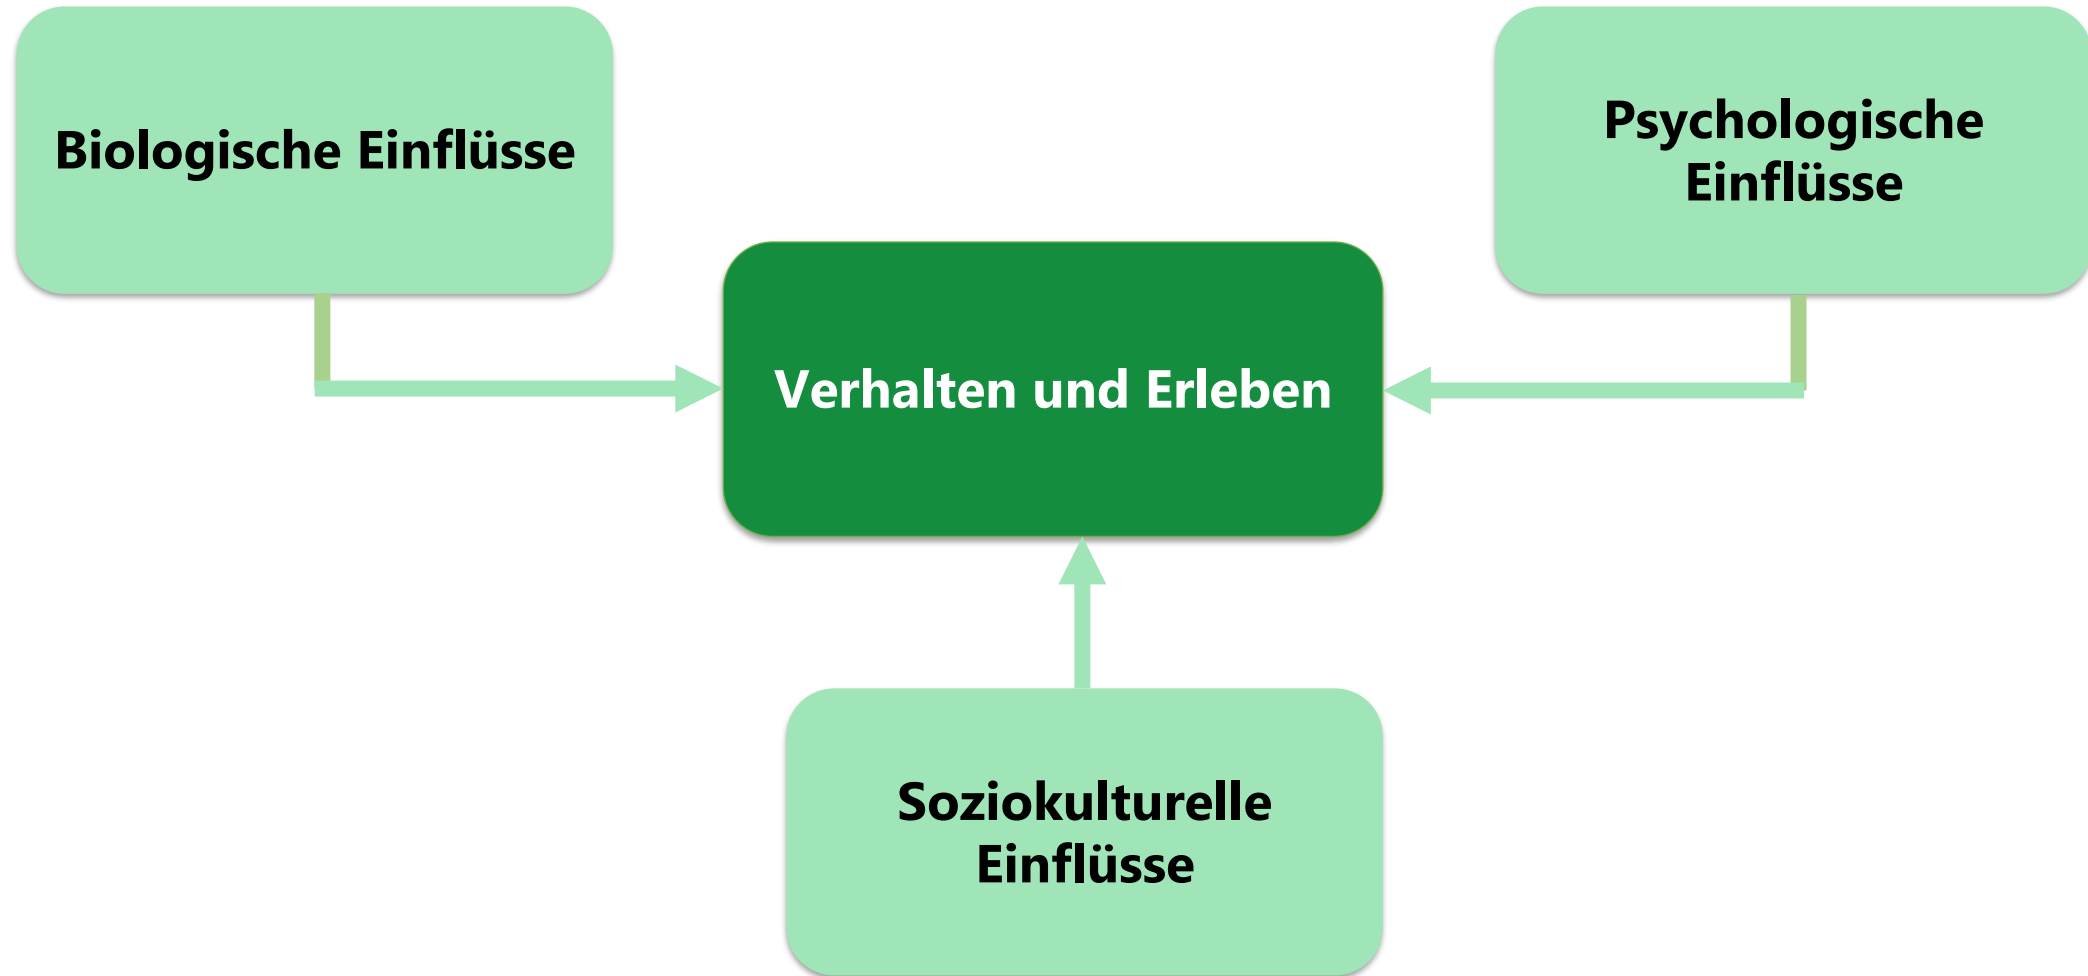 Biologische Einflüsse
Psychologische
Einflüsse
Verhalten und Erleben
Soziokulturelle
Einflüsse